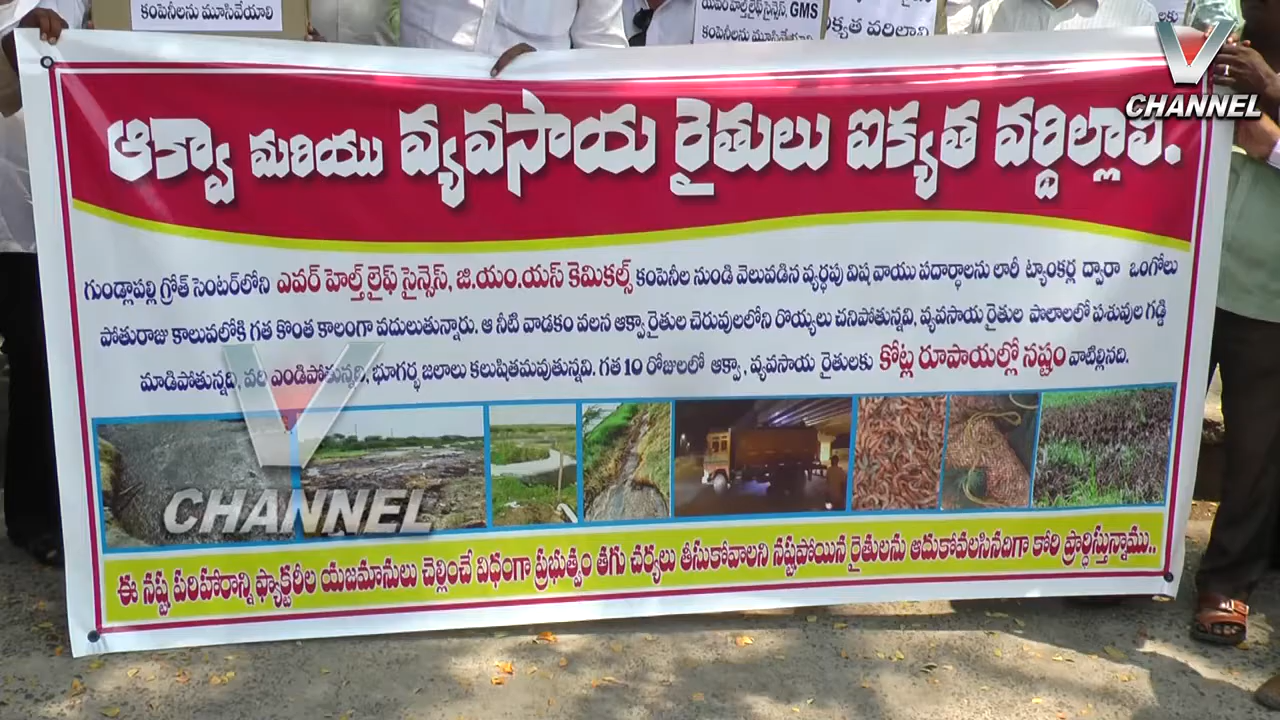 కంపెనీలను మూసివేయాలి
యువర్ హెల్త్ లైఫ్ సైన్సెస్, GMS
కంపెనీలను మూసివేయాలి
V
CHANNEL
ఆక్వా మరియు వ్యవసాయ రైతులు ఐక్యత వర్ధిల్లాలి.
గుండ్లాపల్లి గ్రోత్ సెంటర్‌లోని ఎవర్ హెల్త్ లైఫ్ సైన్సెస్, జి.యం.యస్ కెమికల్స్ కంపెనీల నుండి వెలువడిన వ్యర్ధపు విష వాయు పదార్ధాలను లారీ ట్యాంకర్ల ద్వారా ఒంగోలు
పోతురాజు కాలువలోకి గత కొంత కాలంగా వదులుతున్నారు. ఆ నీటి వాడకం వలన ఆక్వా రైతుల చెరువులలోని రొయ్యలు చనిపోతున్నవి, వ్యవసాయ రైతుల పొలాలలో పశువుల గడ్డి
మాడిపోతున్నది, వరి ఎండిపోతున్నది, భూగర్భ జలాలు కలుషితమవుతున్నవి. గత 10 రోజులలో ఆక్వా, వ్యవసాయ రైతులకు కోట్ల రూపాయల్లో నష్టం వాటిల్లినది.
V
CHANNEL
ఈ నష్ట పరిహారాన్ని ఫ్యాక్టరీల యజమానులు చెల్లించే విధంగా ప్రభుత్వం తగు చర్యలు తీసుకోవాలని నష్టపోయిన రైతులను ఆదుకోవలసినదిగా కోరి ప్రార్ధిస్తున్నాము..